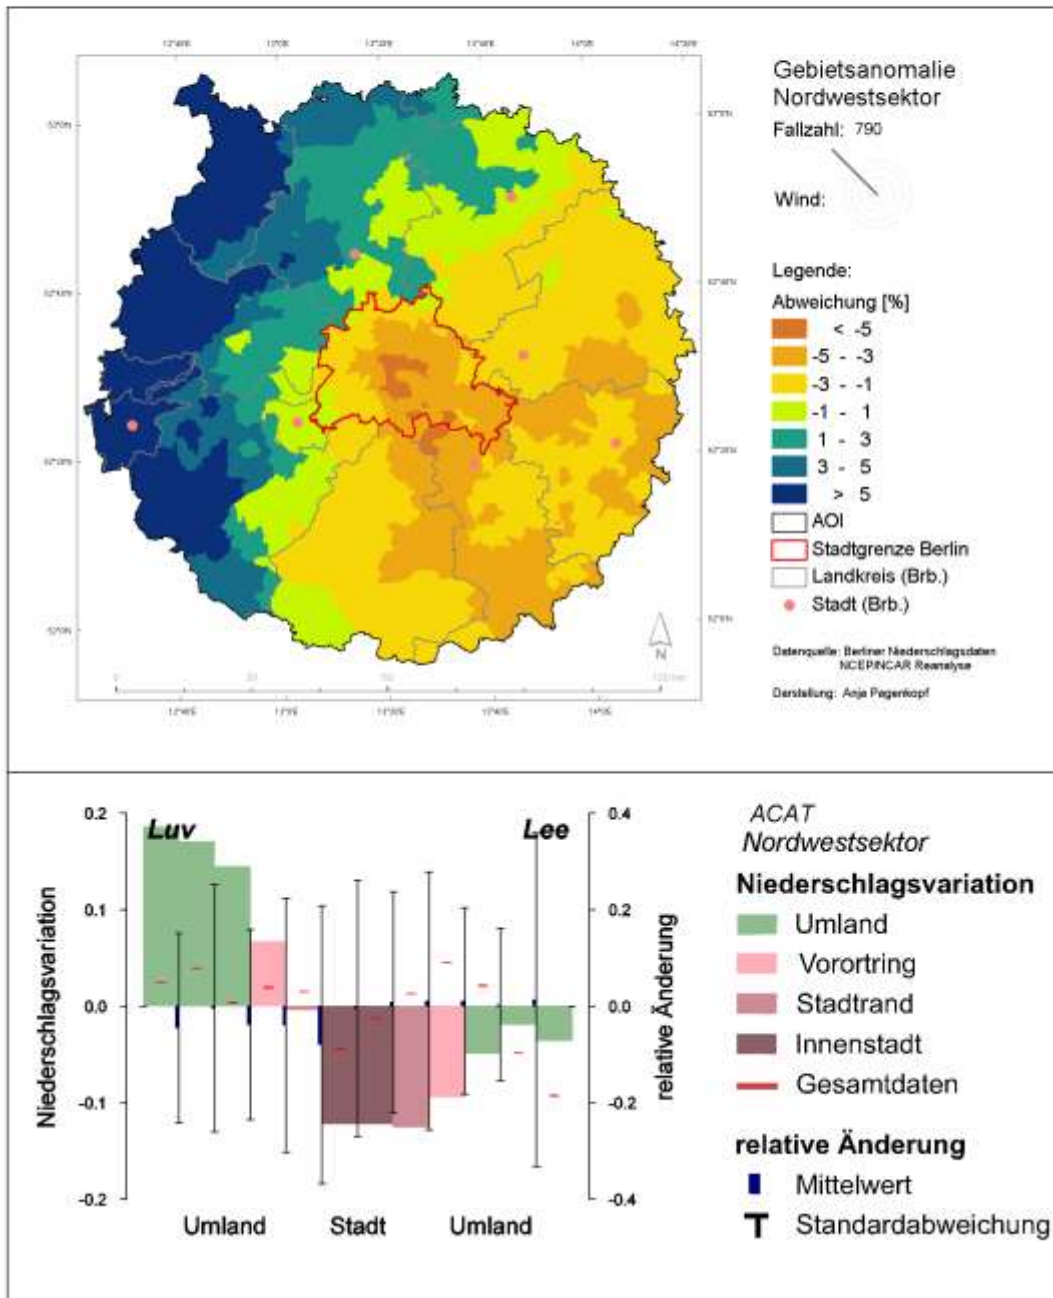 Gebietsanomalie
Nordwestsektor
Fallzahl: 790
Wind:
Legende:
Abweichung [%]
< -5
-5 - -3
-3 - -1
-1 - 1
1 - 3
3 - 5
> 5
AOI
Stadtgrenze Berlin
Landkreis (Brb.)
Stadt (Brb.)
N
Datenquelle: Berliner Niederschlagsdaten
NCEP/NCAR Reanalyse
Darstellung: Anja Pagenkopf
0.2
0.1
0.0
-0.1
-0.2
Niederschlagsvariation
Luv
Lee
0.4
0.2
0.0
-0.2
-0.4
relative Änderung
Umland
Stadt
Umland
ACAT
Nordwestsektor
Niederschlagsvariation
Umland
Vorortring
Stadtrand
Innenstadt
Gesamtdaten
relative Änderung
Mittelwert
Standardabweichung